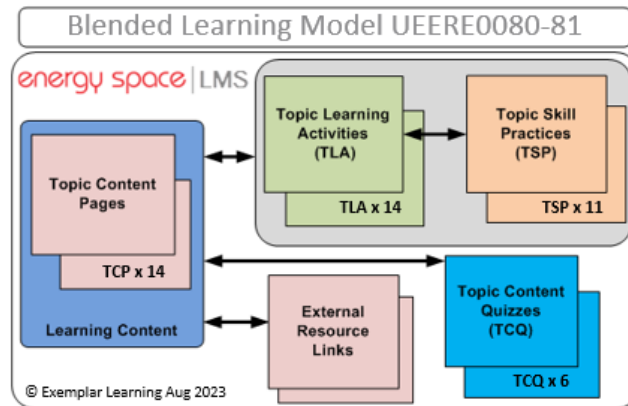 Blended Learning Model UEERE0080-81
energy space | LMS
Topic Content
Pages
TCP x 14
Learning Content
Topic Learning
Activities
(TLA)
TLA x 14
Topic Skill
Practices
(TSP)
TSP x 11
External
Resource
Links
Topic Content
Quizzes
(TCQ)
TCQ x 6
© Exemplar Learning Aug 2023